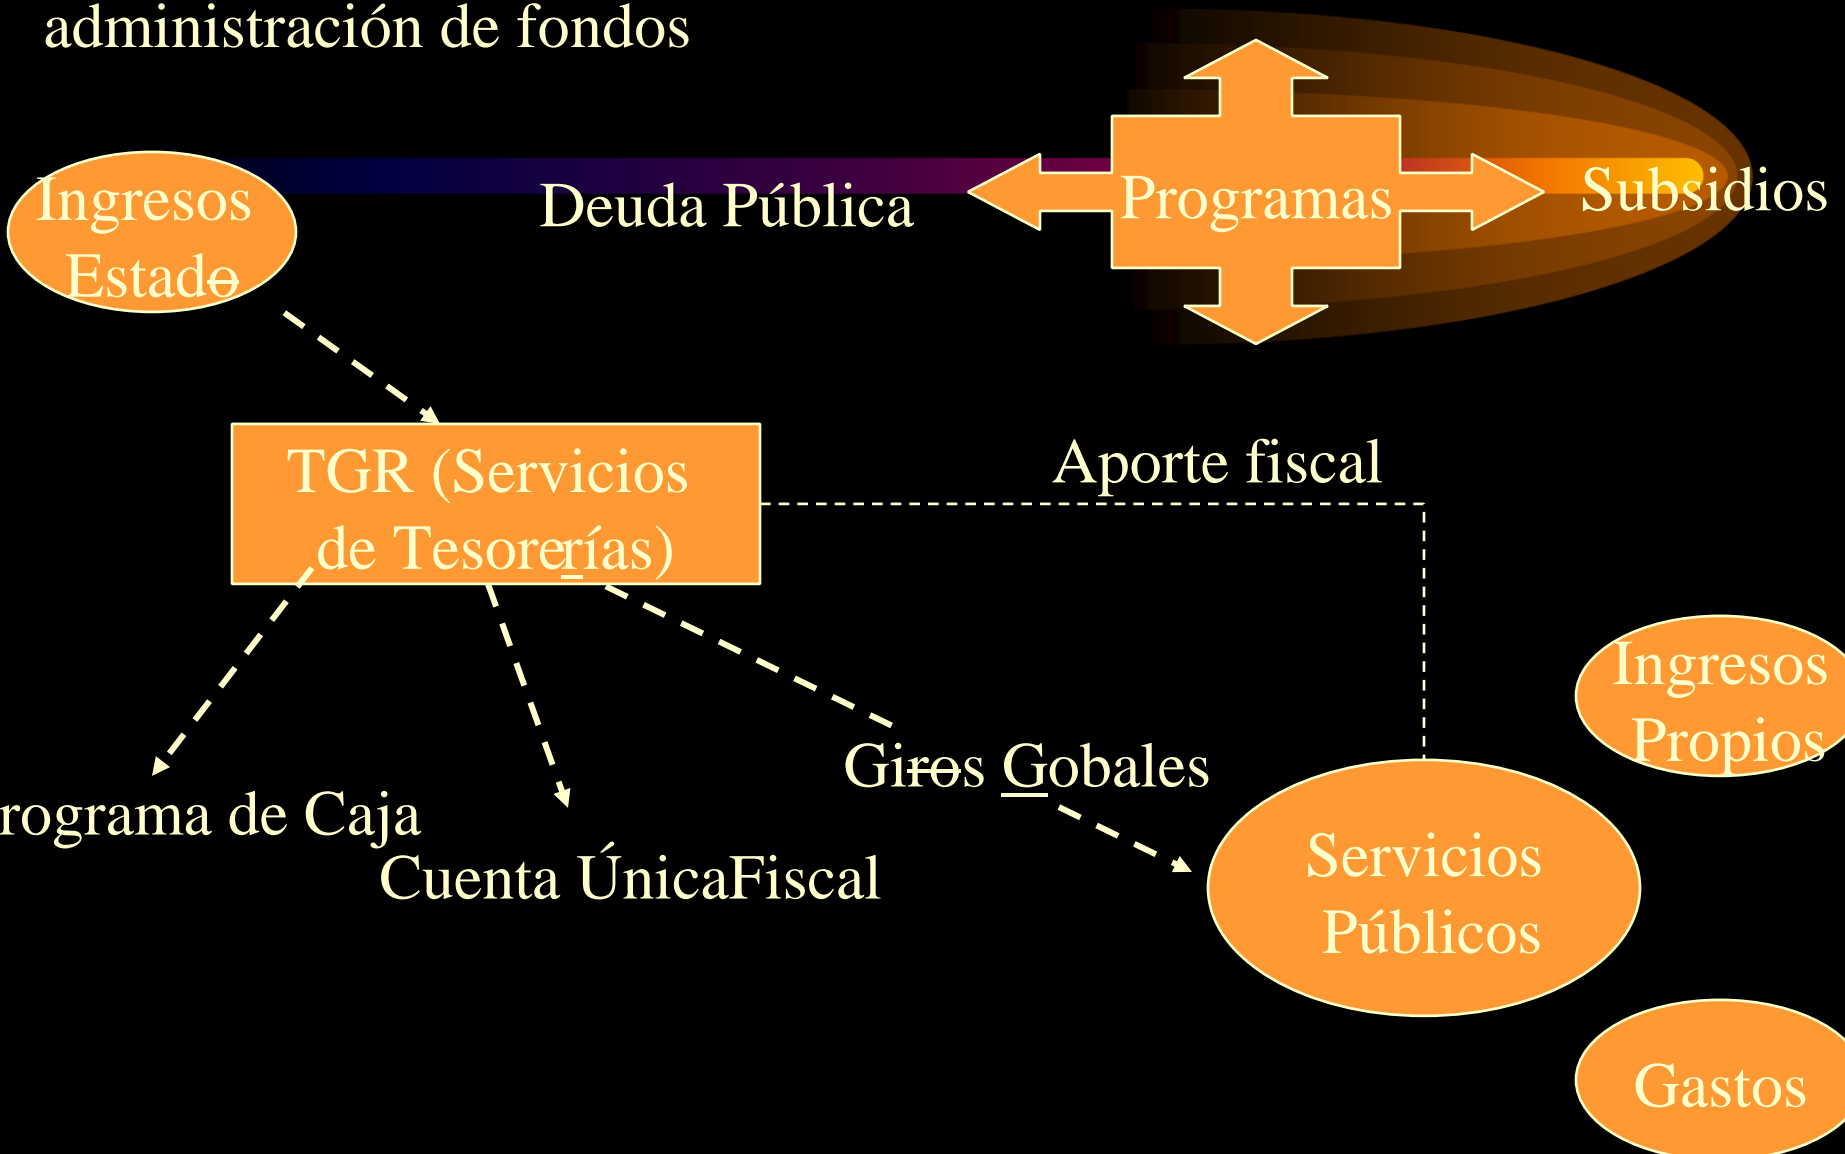 administración de fondos
Ingresos
Estado
Deuda Pública
Programas
Subsidios
TGR (Servicios
de Tesorerías)
Aporte fiscal
Ingresos
Propios
Giros Gobales
rograma de Caja
Cuenta ÚnicaFiscal
Servicios
Públicos
Gastos